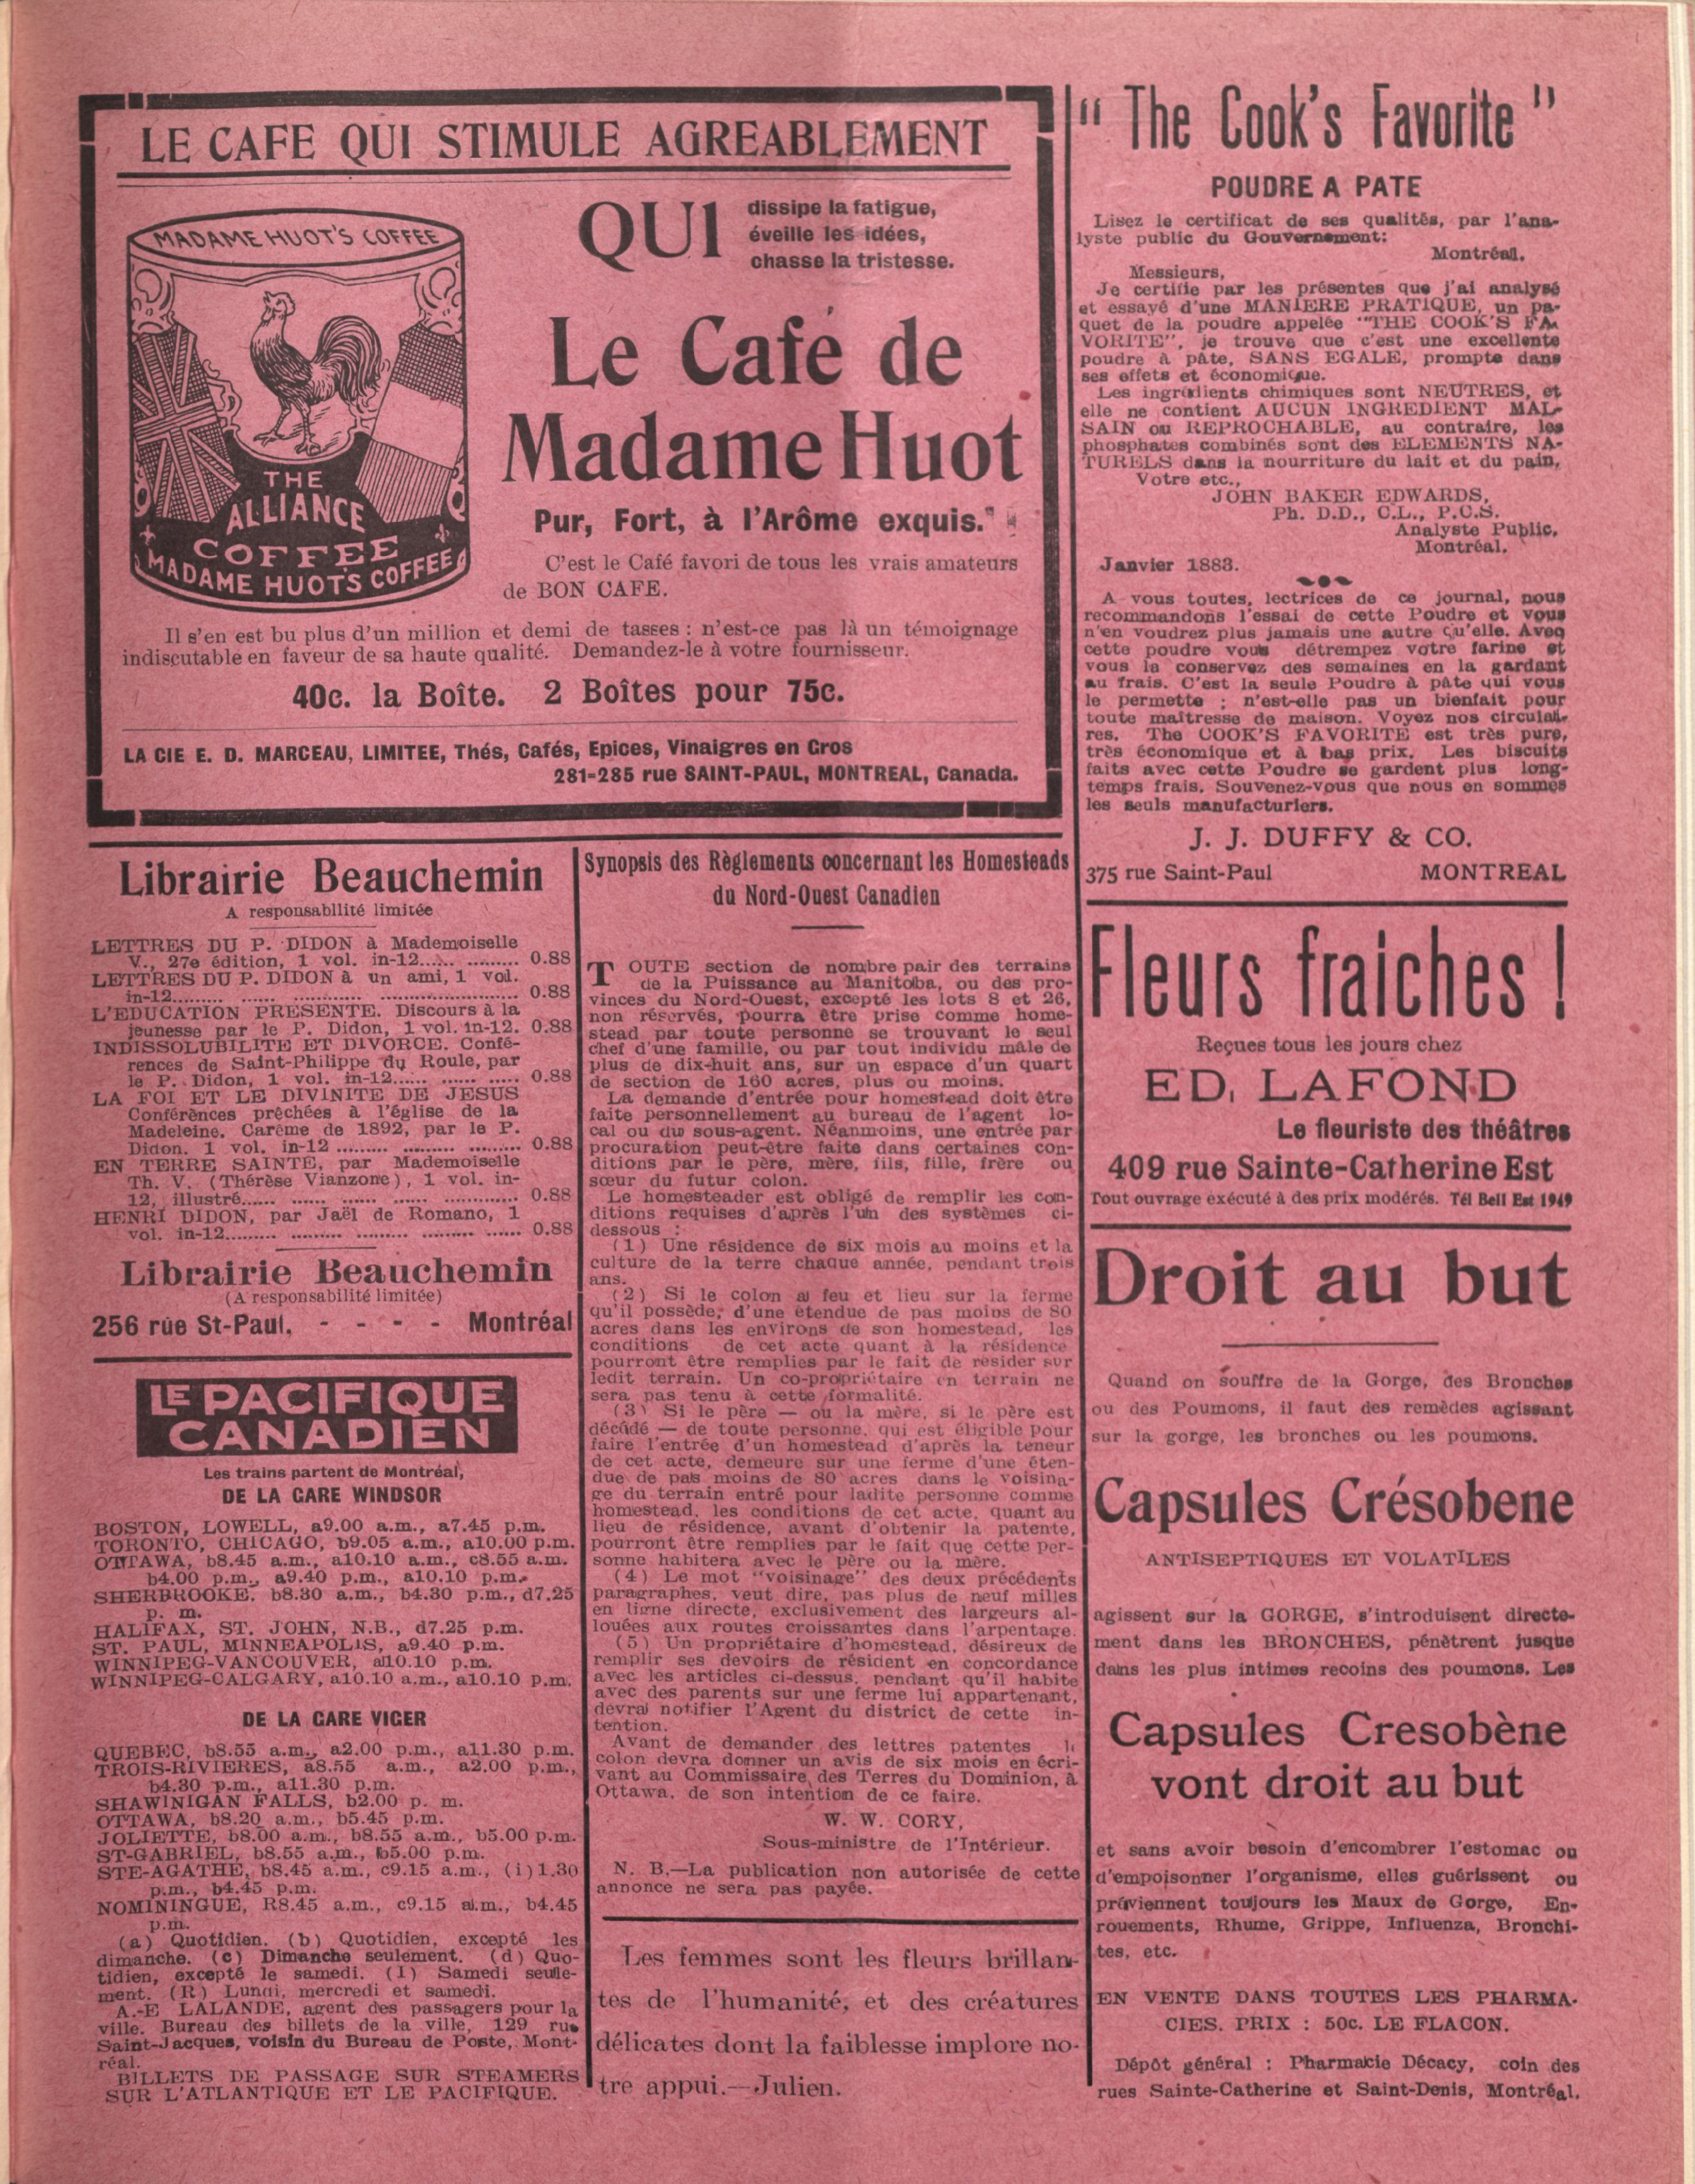 LE CAFE QUI STIMULE AGREABLEMENT
MADAME HUOT'S COFFEE
THE
ALLIANCE
COFFEE
MADAME HUOT'S COFFEE
QUI
dissipe la fatigue,
éveille les idées,
chasse la tristesse.
Le Café de
Madame Huot
Pur, Fort, à l'Arôme exquis."
C'est le Café favori de tous les vrais amateurs
de BON CAFE.
Il s'en est bu plus d'un million et demi de tasses : n'est-ce pas là un témoignage
indiscutable en faveur de sa haute qualité. Demandez-le à votre fournisseur.
40c. la Boîte. 2 Boîtes pour 75c.
LA CIE E. D. MARCEAU, LIMITEE, Thés, Cafés, Epices, Vinaigres en Gros
281-285 rue SAINT-PAUL, MONTREAL, Canada.
Librairie Beauchemin
A responsabilité limitée
LETTRES DU P. DIDON à Mademoiselle
V., 27e édition, 1 vol. in-12..... ......... 0.88
LETTRES DU P. DIDON à un ami, 1 vol.
in-12......... ...... ............ ........................ 0.88
L'EDUCATION PRESENTE. Discours à la
jeunesse par le P. Didon, 1 vol. in-12. 0.88
INDISSOLUBILITE ET DIVORCE. Confé-
rences de Saint-Philippe du Roule, par
le P. Didon, 1 vol. in-12...... ...... ..... 0.88
LA FOI ET LE DIVINITE DE JESUS
Conférènces prêchées à l'église de la
Madeleine. Carême de 1892, par le P.
Didon. 1 vol. in-12 ......... ......... ......... 0.88
EN TERRE SAINTE, par Mademoiselle
Th. V. (Thérèse Vianzone), 1 vol. in-
12, illustré...... ...... ...... ...... ............ 0.88
HENRI DIDON, par Jaël de Romano, 1
vol. in-12......... ......... ......... ......... ...... 0.88
Librairie Beauchemin
(A responsabilité limitée)
256 rue St-Paul, - - - - Montréal
LE PACIFIQUE
CANADIEN
Les trains partent de Montréal,
DE LA GARE WINDSOR
BOSTON, LOWELL, a9.00 a.m., a7.45 p.m.
TORONTO, CHICAGO, b9.05 a.m., a10.00 p.m.
OTTAWA, b8.45 a.m., a10.10 a.m., c8.55 a.m.
b4.00 p.m., a9.40 p.m., a10.10 p.m.
SHERBROOKE. b8.30 a.m., b4.30 p.m., d7.25
p. m.
HALIFAX, ST. JOHN, N.B., d7.25 p.m.
ST. PAUL, MINNEAPOLIS, a9.40 p.m.
WINNIPEG-VANCOUVER, a10.10 p.m.
WINNIPEG-CALGARY, a10.10 a.m., a10.10 p.m.
DE LA GARE VIGER
QUEBEC, b8.55 a.m., a2.00 p.m., a11.30 p.m.
TROIS-RIVIERES, a8.55 a.m., a2.00 p.m.,
b4.30 p.m., a11.30 p.m.
SHAWINIGAN FALLS, b2.00 p. m.
OTTAWA, b8.20 a.m., b5.45 p.m.
JOLIETTE, b8.00 a.m., b8.55 a.m., b5.00 p.m.
ST-GABRIEL, b8.55 a.m., b5.00 p.m.
STE-AGATHE, b8.45 a.m., c9.15 a.m., (i)1.30
p.m., b4.45 p.m.
NOMININGUE, R8.45 a.m., c9.15 a.m., b4.45
p.m.
(a) Quotidien. (b) Quotidien, excepté les
dimanche. (c) Dimanche seulement. (d) Quo-
tidien, excepté le samedi. (I) Samedi seule-
ment. (R) Lundi, mercredi et samedi.
A.-E LALANDE, agent des passagers pour la
ville. Bureau des billets de la ville, 129 rue
Saint-Jacques, voisin du Bureau de Poste, Mont-
réal.
BILLETS DE PASSAGE SUR STEAMERS
SUR L'ATLANTIQUE ET LE PACIFIQUE.
Synopsis des Règlements concernant les Homesteads
du Nord-Ouest Canadien
TOUTE section de nombre pair des terrains
de la Puissance au Manitoba, ou des pro-
vinces du Nord-Ouest, excepté les lots 8 et 26,
non réservés, pourra être prise comme home-
stead par toute personne se trouvant le seul
chef d'une famille, ou par tout individu mâle de
plus de dix-huit ans, sur un espace d'un quart
de section de 160 acres, plus ou moins.
La demande d'entrée pour homestead doit être
faite personnellement au bureau de l'agent lo-
cal ou du sous-agent. Néanmoins, une entrée par
procuration peut-être faite dans certaines con-
ditions par le père, mère, fils, fille, frère ou
sœur du futur colon.
Le homesteader est obligé de remplir les con-
ditions requises d'après l'un des systèmes ci-
dessous :
(1) Une résidence de six mois au moins et la
culture de la terre chaque année, pendant trois
ans.
(2) Si le colon a feu et lieu sur la ferme
qu'il possède, d'une étendue de pas moins de 80
acres dans les environs de son homestead, les
conditions de cet acte quant à la résidence
pourront être remplies par le fait de resider sur
ledit terrain. Un co-propriétaire en terrain ne
sera pas tenu à cette formalité.
(3) Si le père — ou la mère, si le père est
décédé — de toute personne, qui est éligible pour
faire l'entrée d'un homestead d'après la teneur
de cet acte, demeure sur une ferme d'une éten-
due de pas moins de 80 acres dans le voisina-
ge du terrain entré pour ladite personne comme
homestead, les conditions de cet acte, quant au
lieu de résidence, avant d'obtenir la patente,
pourront être remplies par le fait que cette per-
sonne habitera avec le père ou la mère.
(4) Le mot "voisinage" des deux précédents
paragraphes, veut dire, pas plus de neuf milles
en ligne directe, exclusivement des largeurs al-
louées aux routes croissantes dans l'arpentage.
(5) Un propriétaire d'homestead, désireux de
remplir ses devoirs de résident en concordance
avec les articles ci-dessus, pendant qu'il habite
avec des parents sur une ferme lui appartenant,
devra notifier l'Agent du district de cette in-
tention.
Avant de demander des lettres patentes
colon devra donner un avis de six mois en écri-
vant au Commissaire des Terres du Dominion, à
Ottawa, de son intention de ce faire.
W. W. CORY,
Sous-ministre de l'Intérieur.
N. B.—La publication non autorisée de cette
annonce ne sera pas payée.
Les femmes sont les fleurs brillan-
tes de l'humanité, et des créatures
délicates dont la faiblesse implore no-
tre appui.—Julien.
" The Cook's Favorite "
POUDRE A PATE
Lisez le certificat de ses qualités, par l'ana-
lyste public du Gouvernement:
Montréal.
Messieurs,
Je certifie par les présentes que j'ai analysé
et essayé d'une MANIERE PRATIQUE, un pa-
quet de la poudre appelée "THE COOK'S FA-
VORITE", je trouve que c'est une excellente
poudre à pâte, SANS EGALE, prompte dans
ses effets et économique.
Les ingrédients chimiques sont NEUTRES, et
elle ne contient AUCUN INGREDIENT MAL-
SAIN ou REPROCHABLE, au contraire, les
phosphates combinés sont des ELEMENTS NA-
TURELS dans la nourriture du lait et du pain,
Votre etc.,
JOHN BAKER EDWARDS,
Ph. D.D., C.L., P.C.S.
Analyste Public,
Montréal.
Janvier 1883.
A vous toutes, lectrices de ce journal, nous
recommandons l'essai de cette Poudre et vous
n'en voudrez plus jamais une autre qu'elle. Avec
cette poudre vous détrempez votre farine et
vous la conservez des semaines en la gardant
au frais. C'est la seule Poudre à pâte qui vous
le permette ; n'est-elle pas un bienfait pour
toute maîtresse de maison. Voyez nos circulai-
res. The COOK'S FAVORITE est très pure,
très économique et à bas prix. Les biscuits
faits avec cette Poudre se gardent plus long-
temps frais. Souvenez-vous que nous en sommes
les seuls manufacturiers.
J. J. DUFFY & CO.
375 rue Saint-Paul MONTREAL
Fleurs fraiches !
Reçues tous les jours chez
ED. LAFOND
Le fleuriste des théâtres
409 rue Sainte-Catherine Est
Tout ouvrage exécuté à des prix modérés. Tél Bell Est 1949
Droit au but
Quand on souffre de la Gorge, des Bronches
ou des Poumons, il faut des remèdes agissant
sur la gorge, les bronches ou les poumons.
Capsules Crésobene
ANTISEPTIQUES ET VOLATILES
agissent sur la GORGE, s'introduisent directe-
ment dans les BRONCHES, pénètrent jusque
dans les plus intimes recoins des poumons. Les
Capsules Cresobène
vont droit au but
et sans avoir besoin d'encombrer l'estomac ou
d'empoisonner l'organisme, elles guérissent ou
préviennent toujours les Maux de Gorge, En-
rouements, Rhume, Grippe, Influenza, Bronchi-
tes, etc.
EN VENTE DANS TOUTES LES PHARMA-
CIES. PRIX : 50c. LE FLACON.
Dépôt général : Pharmacie Décacy, coin des
rues Sainte-Catherine et Saint-Denis, Montréal.